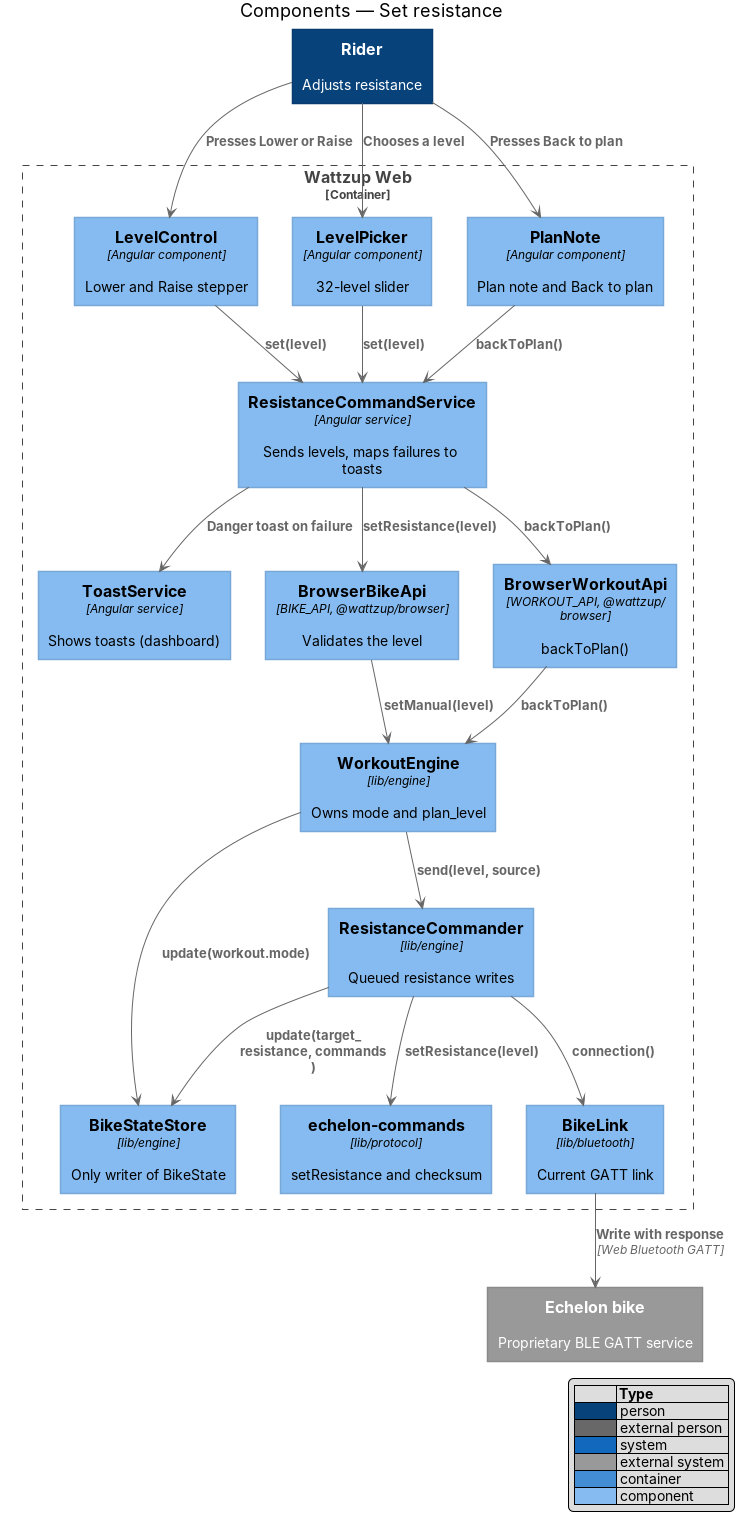 Components — Set resistance
Rider
Adjusts resistance
Presses Lower or Raise
Chooses a level
Presses Back to plan
Wattzup Web
[Container]
LevelControl
[Angular component]
Lower and Raise stepper
LevelPicker
[Angular component]
32-level slider
PlanNote
[Angular component]
Plan note and Back to plan
set(level)
set(level)
backToPlan()
ResistanceCommandService
[Angular service]
Sends levels, maps failures to
toasts
Danger toast on failure
setResistance(level)
backToPlan()
ToastService
[Angular service]
Shows toasts (dashboard)
BrowserBikeApi
[BIKE_API, @wattzup/browser]
Validates the level
BrowserWorkoutApi
[WORKOUT_API, @wattzup/
browser]
backToPlan()
setManual(level)
backToPlan()
WorkoutEngine
[lib/engine]
Owns mode and plan_level
send(level, source)
ResistanceCommander
[lib/engine]
Queued resistance writes
update(workout.mode)
update(target_
resistance, commands
)
setResistance(level)
connection()
BikeStateStore
[lib/engine]
Only writer of BikeState
echelon-commands
[lib/protocol]
setResistance and checksum
BikeLink
[lib/bluetooth]
Current GATT link
Write with response
[Web Bluetooth GATT]
Echelon bike
Proprietary BLE GATT service
Type
person
external person
system
external system
container
component